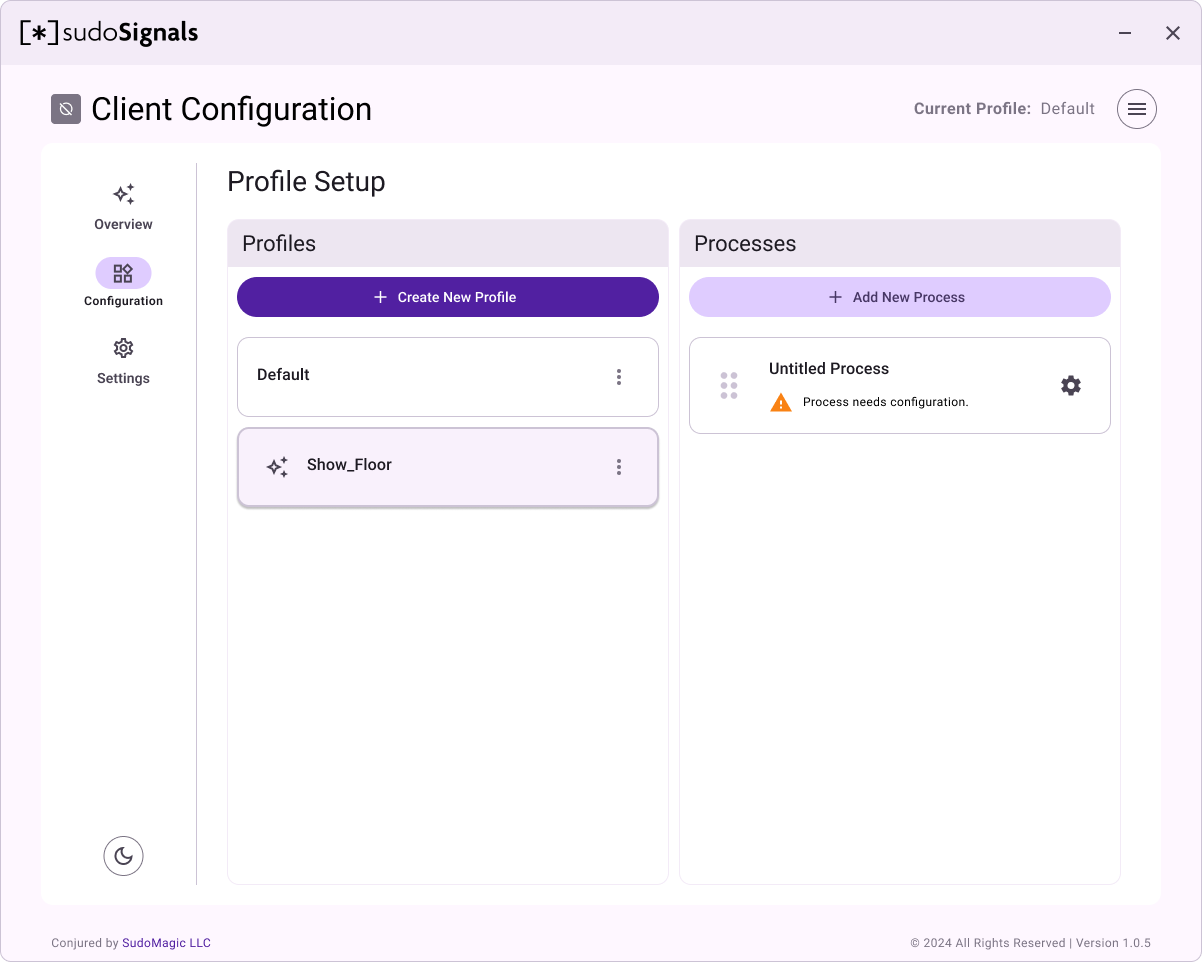 [*]sudoSignals
Client Configuration
Current Profile: Default
Overview
Configuration
Settings
Profile Setup
Profiles
+ Create New Profile
Default
Show_Floor
Processes
+ Add New Process
Untitled Process
Process needs configuration.
Conjured by SudoMagic LLC
© 2024 All Rights Reserved | Version 1.0.5